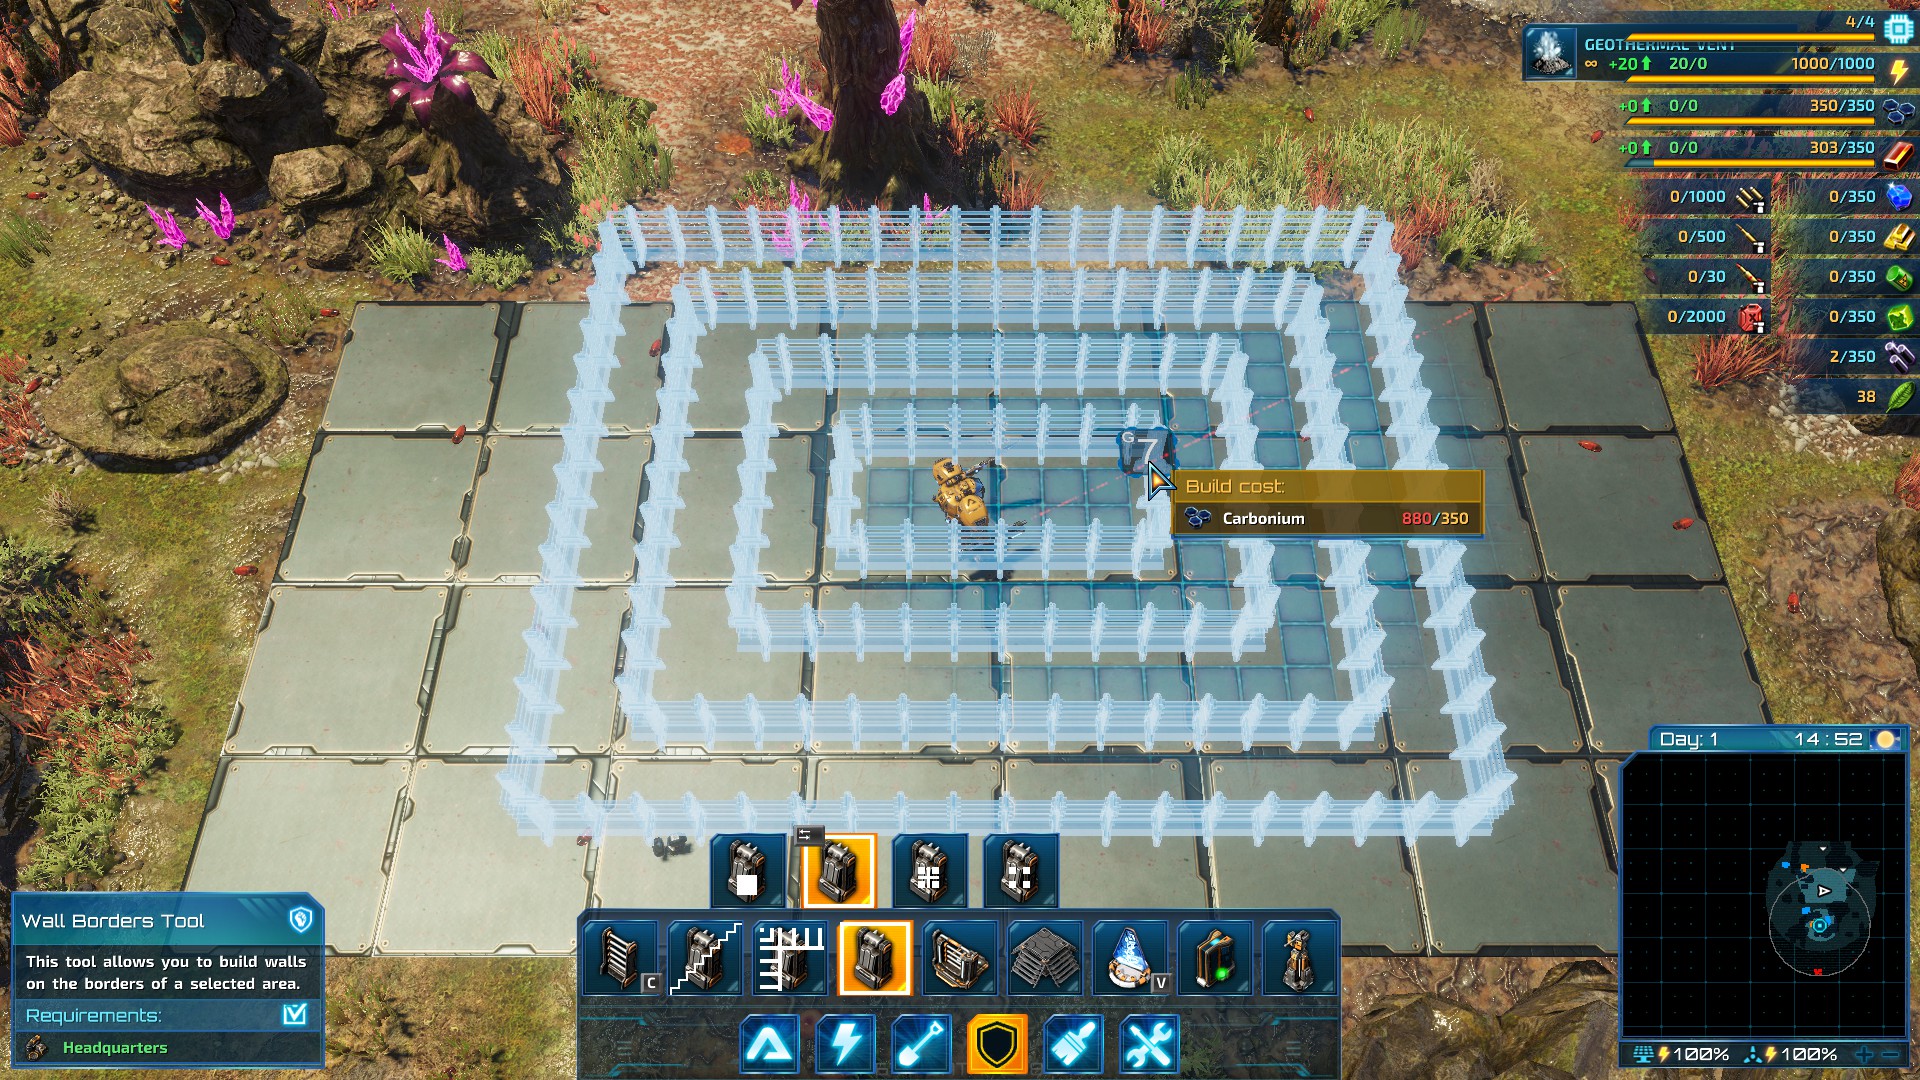 4/4
GEOTHERMAL VENT
∞ +20 20/0 1000/1000
+0 0/0 350/350
+0 0/0 303/350
0/1000 0/350
0/500 0/350
0/30 0/350
0/2000 0/350
2/350
38
G
7
Build cost:
Carbonium 880/350
Day: 1 14:52
Wall Borders Tool
This tool allows you to build walls
on the borders of a selected area.
Requirements:
Headquarters
C
V
100% 100%